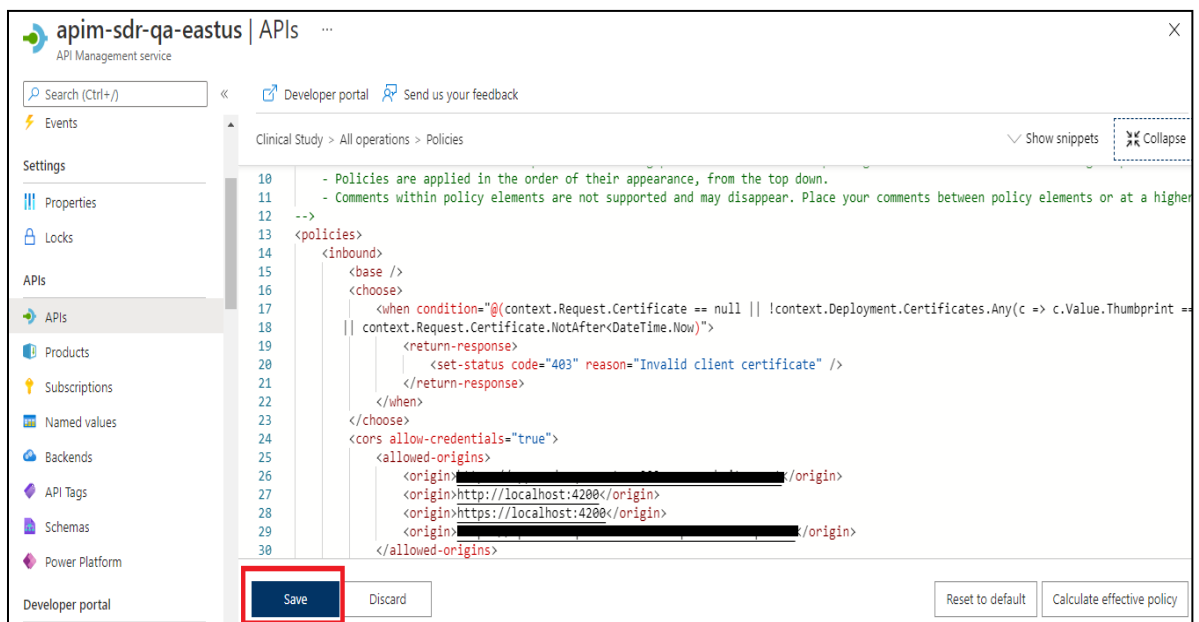 apim-sdr-qa-eastus | APIs ...
API Management service
Search (Ctrl+/)
«
Developer portal
Send us your feedback
Events
Clinical Study > All operations > Policies
Show snippets
Collapse
Settings
Properties
Locks
APIs
APIs
Products
Subscriptions
Named values
Backends
API Tags
Schemas
Power Platform
Developer portal
10 - Policies are applied in the order of their appearance, from the top down.
11 - Comments within policy elements are not supported and may disappear. Place your comments between policy elements or at a higher
12 -->
13 <policies>
14 <inbound>
15 <base />
16 <choose>
17 <when condition="@(context.Request.Certificate == null || !context.Deployment.Certificates.Any(c => c.Value.Thumbprint ==
18 || context.Request.Certificate.NotAfter<DateTime.Now)">
19 <return-response>
20 <set-status code="403" reason="Invalid client certificate" />
21 </return-response>
22 </when>
23 </choose>
24 <cors allow-credentials="true">
25 <allowed-origins>
26 <origin></origin>
27 <origin>http://localhost:4200</origin>
28 <origin>https://localhost:4200</origin>
29 <origin></origin>
30 </allowed-origins>
Save
Discard
Reset to default
Calculate effective policy